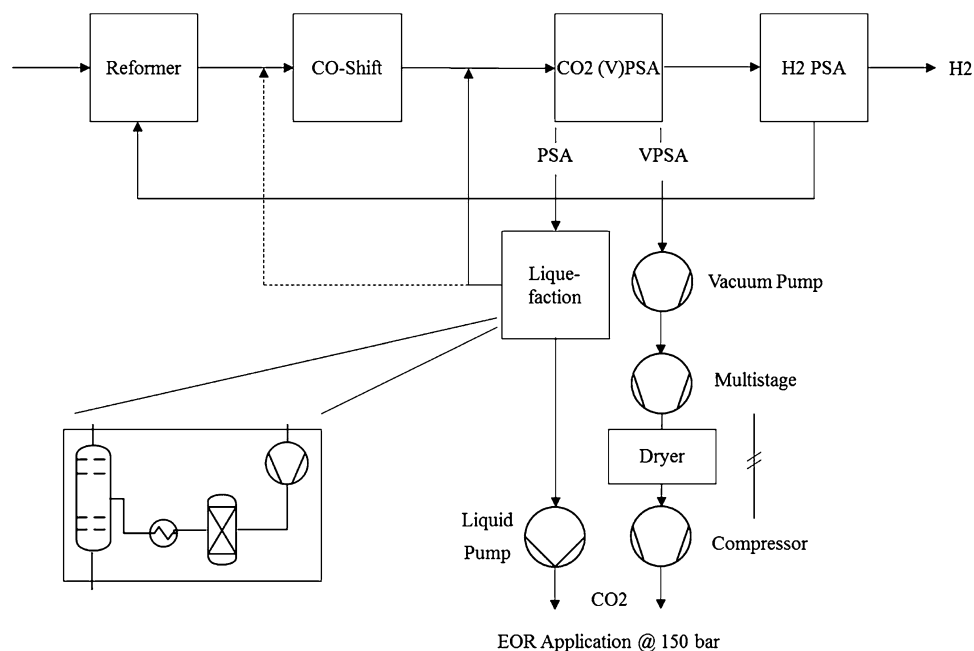 Reformer
CO-Shift
CO2 (V)PSA
H2 PSA
H2
PSA
VPSA
Lique-
faction
Vacuum Pump
Multistage
Dryer
Liquid
Pump
Compressor
CO2
EOR Application @ 150 bar